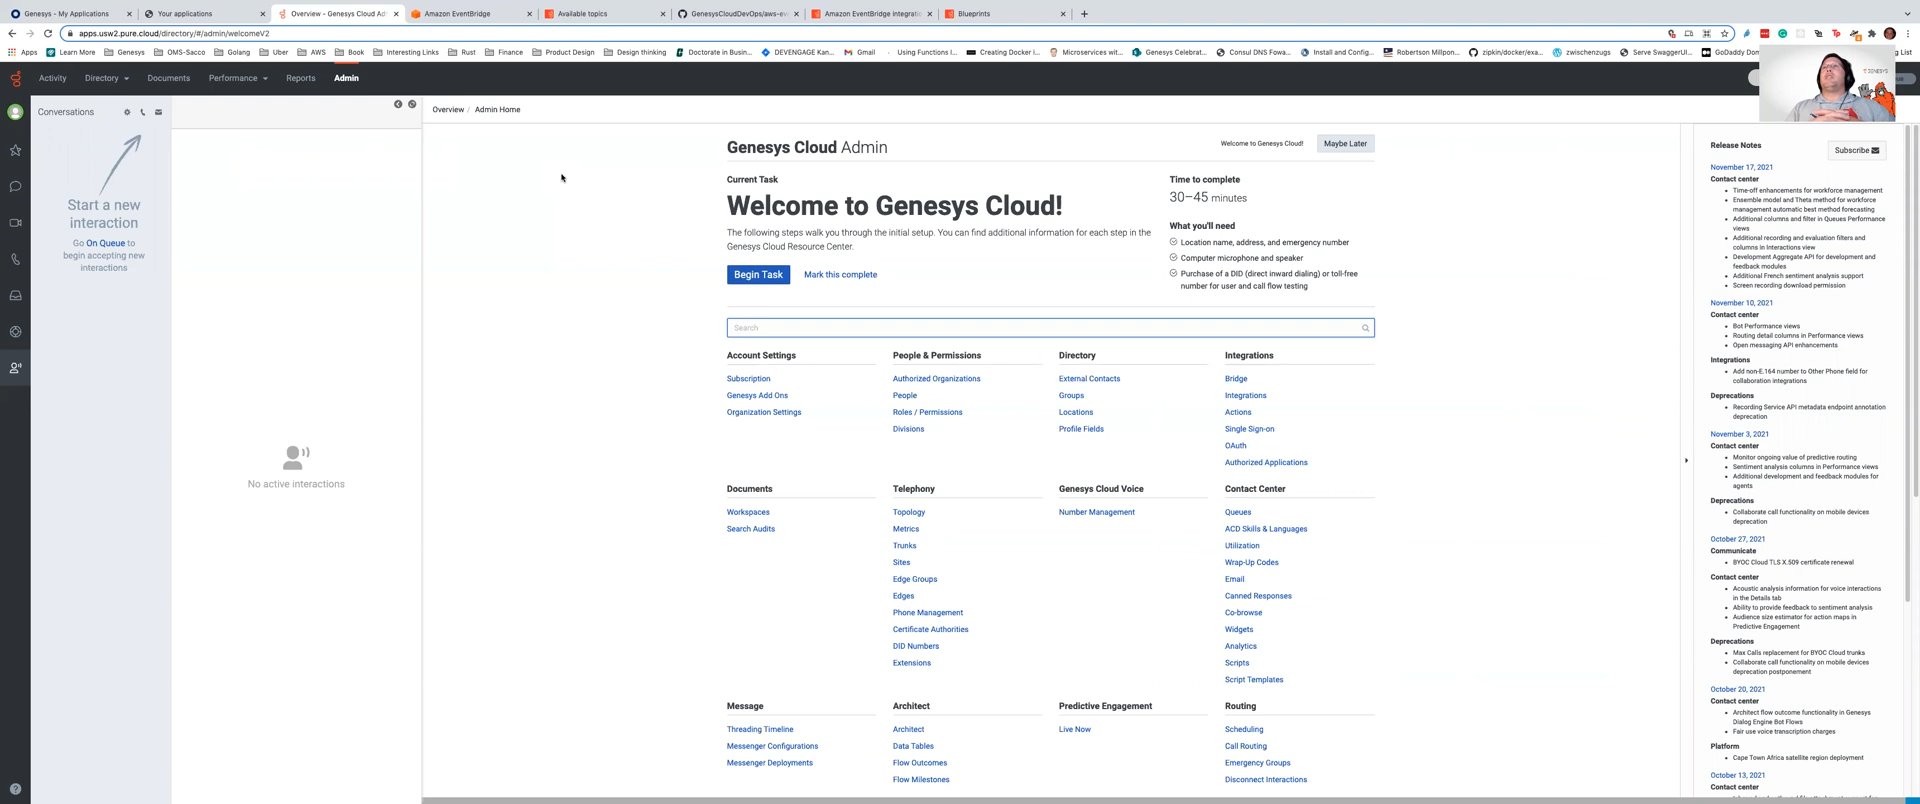 Genesys - My Applications
Your applications
Overview - Genesys Cloud Ad
Amazon EventBridge
Available topics
GenesysCloudDevOps/aws-ev
Amazon EventBridge integrati
Blueprints
apps.usw2.pure.cloud/directory/#/admin/welcomeV2
Apps
Learn More
Genesys
OMS-Sacco
Golang
Uber
AWS
Book
Interesting Links
Rust
Finance
Product Design
Design thinking
Doctorate in Busin...
DEVENGAGE Kan...
Gmail
Using Functions I...
Creating Docker i...
Microservices wit...
Genesys Celebrat...
Consul DNS Fowa...
Install and Config...
Robertson Millpon...
zipkin/docker/exa...
zwischenzugs
Serve SwaggerUI...
GoDaddy Dom
g List
Activity
Directory
Documents
Performance
Reports
Admin
GENESYS
Conversations
Start a new
interaction
Go On Queue to
begin accepting new
interactions
No active interactions
Overview / Admin Home
Genesys Cloud Admin
Welcome to Genesys Cloud!
Maybe Later
Current Task
Welcome to Genesys Cloud!
The following steps walk you through the initial setup. You can find additional information for each step in the
Genesys Cloud Resource Center.
Begin Task
Mark this complete
Time to complete
30–45 minutes
What you'll need
Location name, address, and emergency number
Computer microphone and speaker
Purchase of a DID (direct inward dialing) or toll-free
number for user and call flow testing
Search
Account Settings
Subscription
Genesys Add Ons
Organization Settings
People & Permissions
Authorized Organizations
People
Roles / Permissions
Divisions
Directory
External Contacts
Groups
Locations
Profile Fields
Integrations
Bridge
Integrations
Actions
Single Sign-on
OAuth
Authorized Applications
Documents
Workspaces
Search Audits
Telephony
Topology
Metrics
Trunks
Sites
Edge Groups
Edges
Phone Management
Certificate Authorities
DID Numbers
Extensions
Genesys Cloud Voice
Number Management
Contact Center
Queues
ACD Skills & Languages
Utilization
Wrap-Up Codes
Email
Canned Responses
Co-browse
Widgets
Analytics
Scripts
Script Templates
Message
Threading Timeline
Messenger Configurations
Messenger Deployments
Architect
Architect
Data Tables
Flow Outcomes
Flow Milestones
Predictive Engagement
Live Now
Routing
Scheduling
Call Routing
Emergency Groups
Disconnect Interactions
Release Notes
Subscribe
November 17, 2021
Contact center
Time-off enhancements for workforce management
Ensemble model and Theta method for workforce
management automatic best method forecasting
Additional columns and filter in Queues Performance
views
Additional recording and evaluation filters and
columns in Interactions view
Development Aggregate API for development and
feedback modules
Additional French sentiment analysis support
Screen recording download permission
November 10, 2021
Contact center
Bot Performance views
Routing detail columns in Performance views
Open messaging API enhancements
Integrations
Add non-E.164 number to Other Phone field for
collaboration integrations
Deprecations
Recording Service API metadata endpoint annotation
deprecation
November 3, 2021
Contact center
Monitor ongoing value of predictive routing
Sentiment analysis columns in Performance views
Additional development and feedback modules for
agents
Deprecations
Collaborate call functionality on mobile devices
deprecation
October 27, 2021
Communicate
BYOC Cloud TLS X.509 certificate renewal
Contact center
Acoustic analysis information for voice interactions
in the Details tab
Ability to provide feedback to sentiment analysis
Audience size estimator for action maps in
Predictive Engagement
Deprecations
Max Calls replacement for BYOC Cloud trunks
Collaborate call functionality on mobile devices
deprecation postponement
October 20, 2021
Contact center
Architect flow outcome functionality in Genesys
Dialog Engine Bot Flows
Fair use voice transcription charges
Platform
Cape Town Africa satellite region deployment
October 13, 2021
Contact center